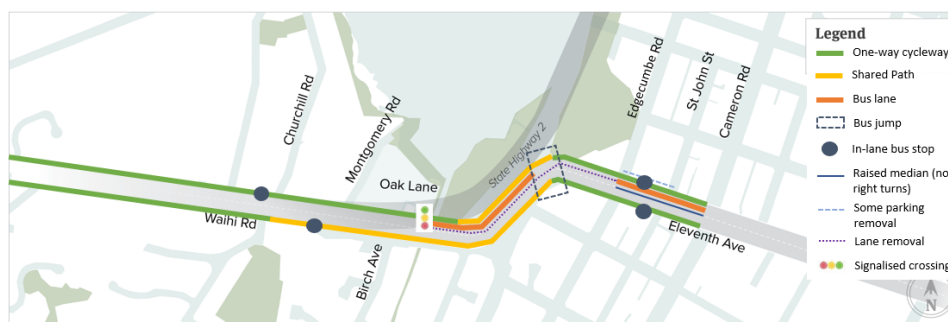 Churchill Rd
Montgomery Rd
Oak Lane
State Highway 2
Waihi Rd
Birch Ave
Edgecumbe Rd
St John St
Cameron Rd
Eleventh Ave
Legend
One-way cycleway
Shared Path
Bus lane
Bus jump
In-lane bus stop
Raised median (no
right turns)
Some parking
removal
Lane removal
Signalised crossing
N